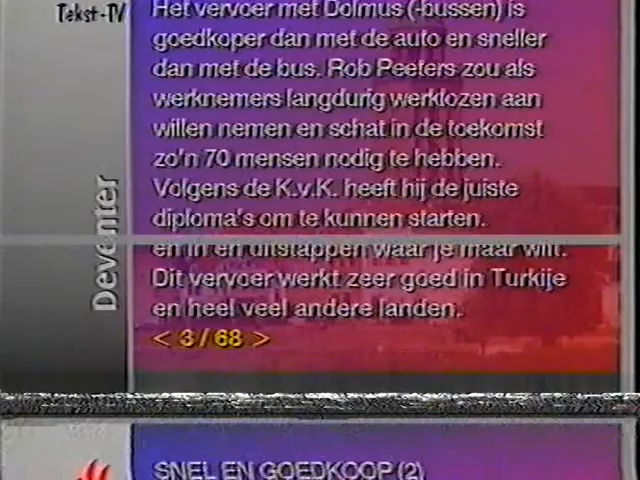 Tekst-TV
Het vervoer met Dolmus (-bussen) is
goedkoper dan met de auto en sneller
dan met de bus. Rob Peeters zou als
werknemers langdurig werklozen aan
willen nemen en schat in de toekomst
zo'n 70 mensen nodig te hebben.
Volgens de K.v.K. heeft hij de juiste
diploma's om te kunnen starten.
en in en uitstappen waar je maar wilt.
Dit vervoer werkt zeer goed in Turkije
en heel veel andere landen.
< 3 / 68 >
Deventer
SNEL EN GOEDKOOP (2)